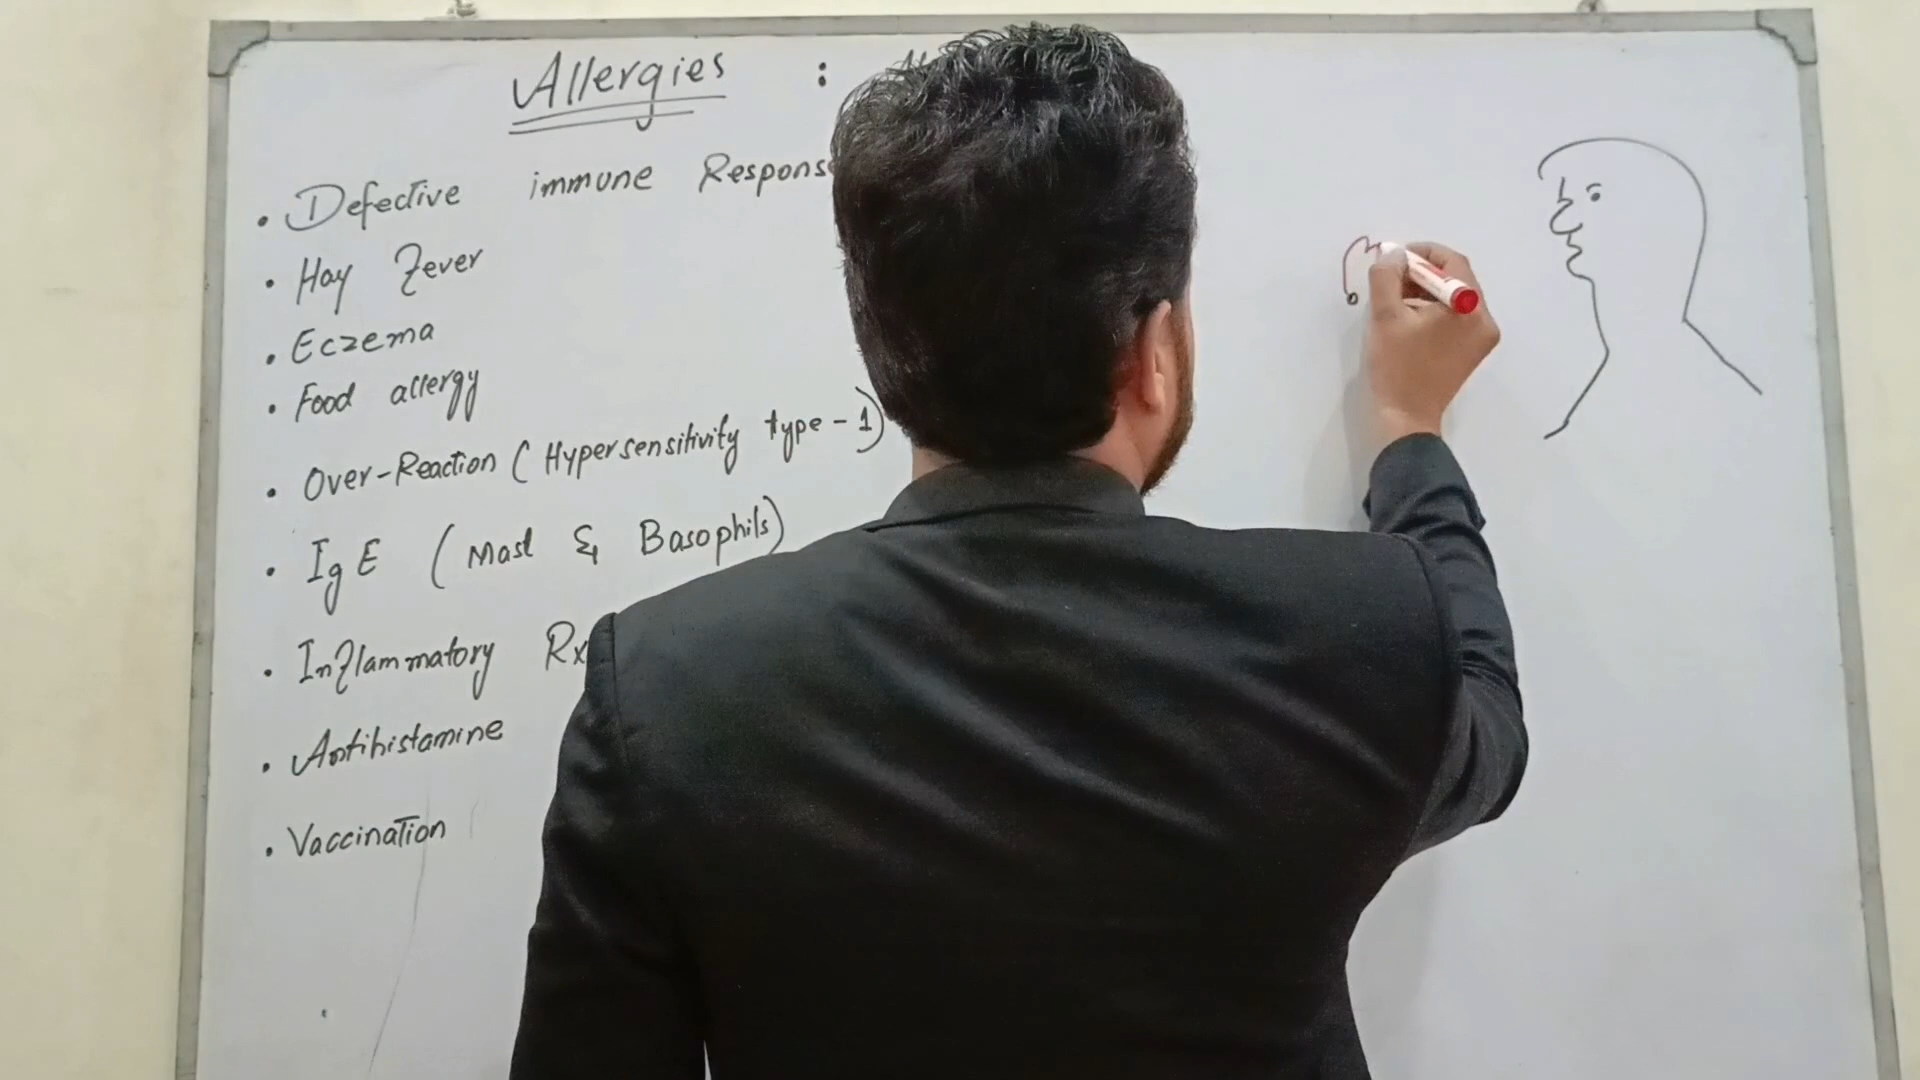 Allergies :
• Defective immune Respons
• Hay Fever
• Eczema
• Food allergy
• Over-Reaction ( Hypersensitivity type - 1)
• IgE ( Mast & Basophils)
• Inflammatory Rx
• Antihistamine
• Vaccination